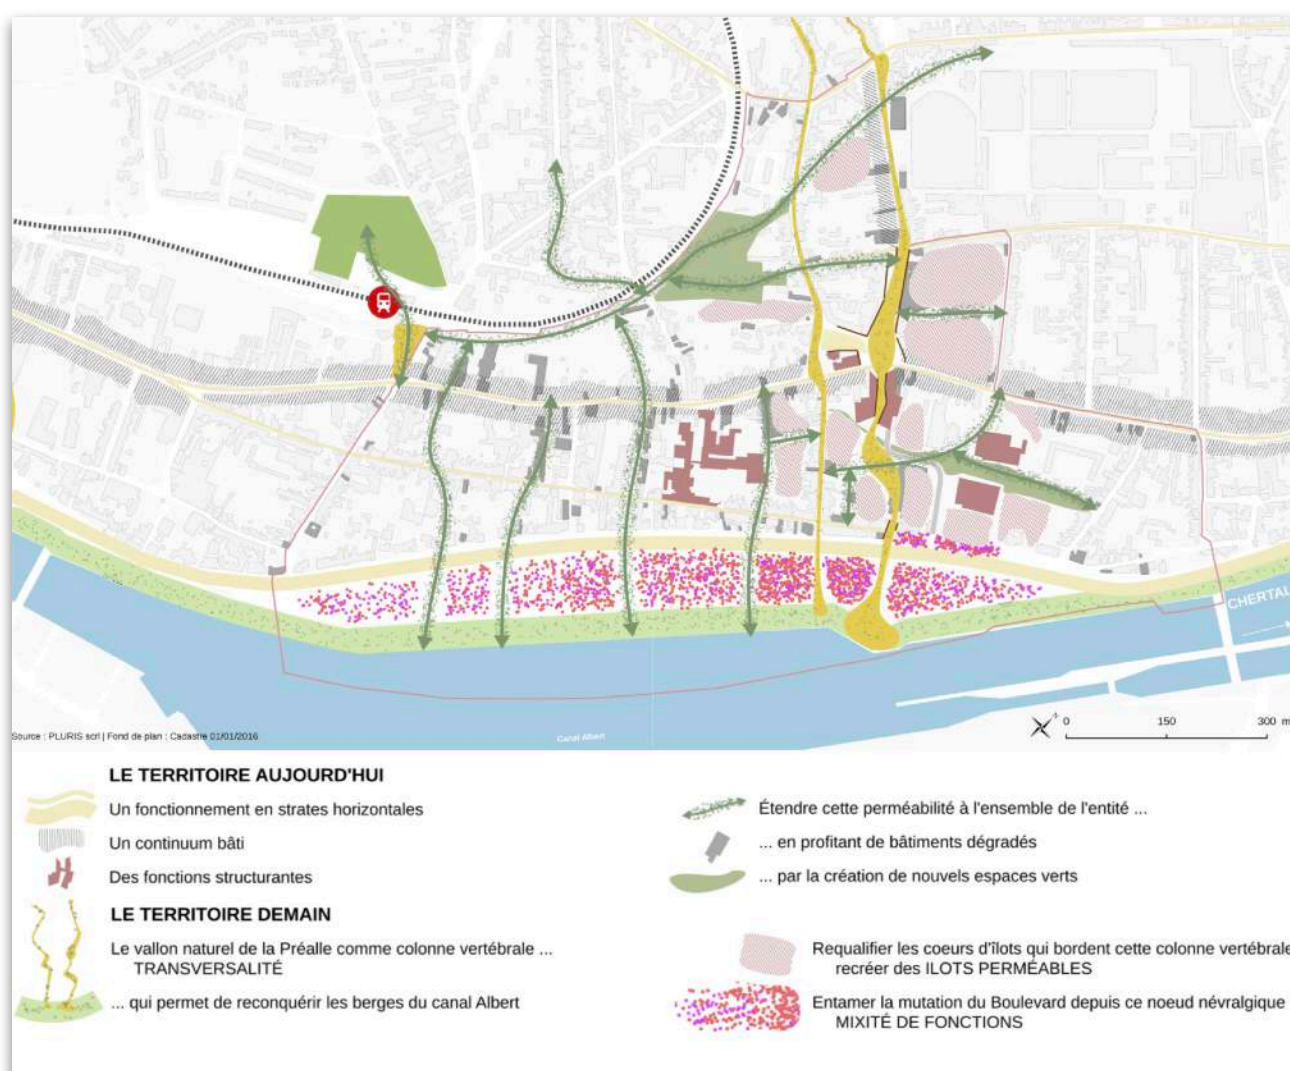 CHERTAL
Canal Albert
Source : PLURIS scrl | Fond de plan : Cadastre 01/01/2016
0 150 300 m
LE TERRITOIRE AUJOURD'HUI
Un fonctionnement en strates horizontales
Un continuum bâti
Des fonctions structurantes
LE TERRITOIRE DEMAIN
Le vallon naturel de la Préalle comme colonne vertébrale ...
TRANSVERSALITÉ
... qui permet de reconquérir les berges du canal Albert
Étendre cette perméabilité à l'ensemble de l'entité ...
... en profitant de bâtiments dégradés
... par la création de nouvels espaces verts
Requalifier les coeurs d'îlots qui bordent cette colonne vertébrale
recréer des ILOTS PERMÉABLES
Entamer la mutation du Boulevard depuis ce noeud névralgique
MIXITÉ DE FONCTIONS